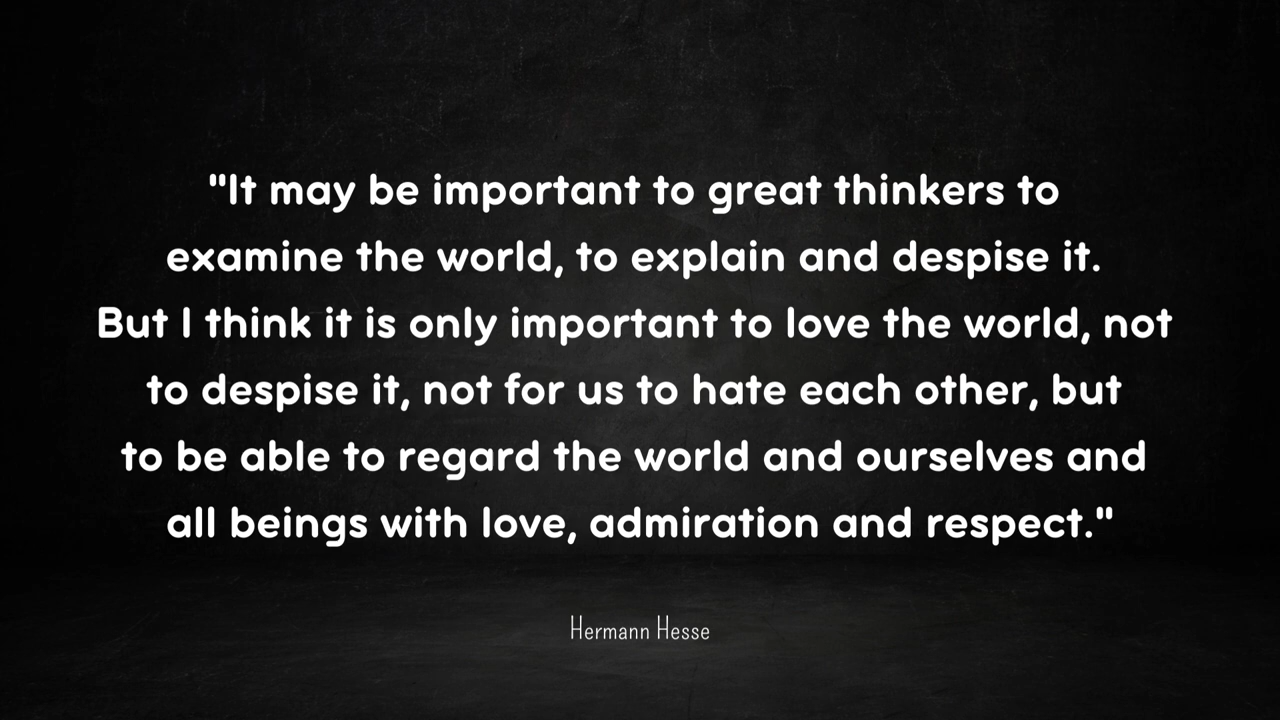 "It may be important to great thinkers to
examine the world, to explain and despise it.
But I think it is only important to love the world, not
to despise it, not for us to hate each other, but
to be able to regard the world and ourselves and
all beings with love, admiration and respect."
Hermann Hesse